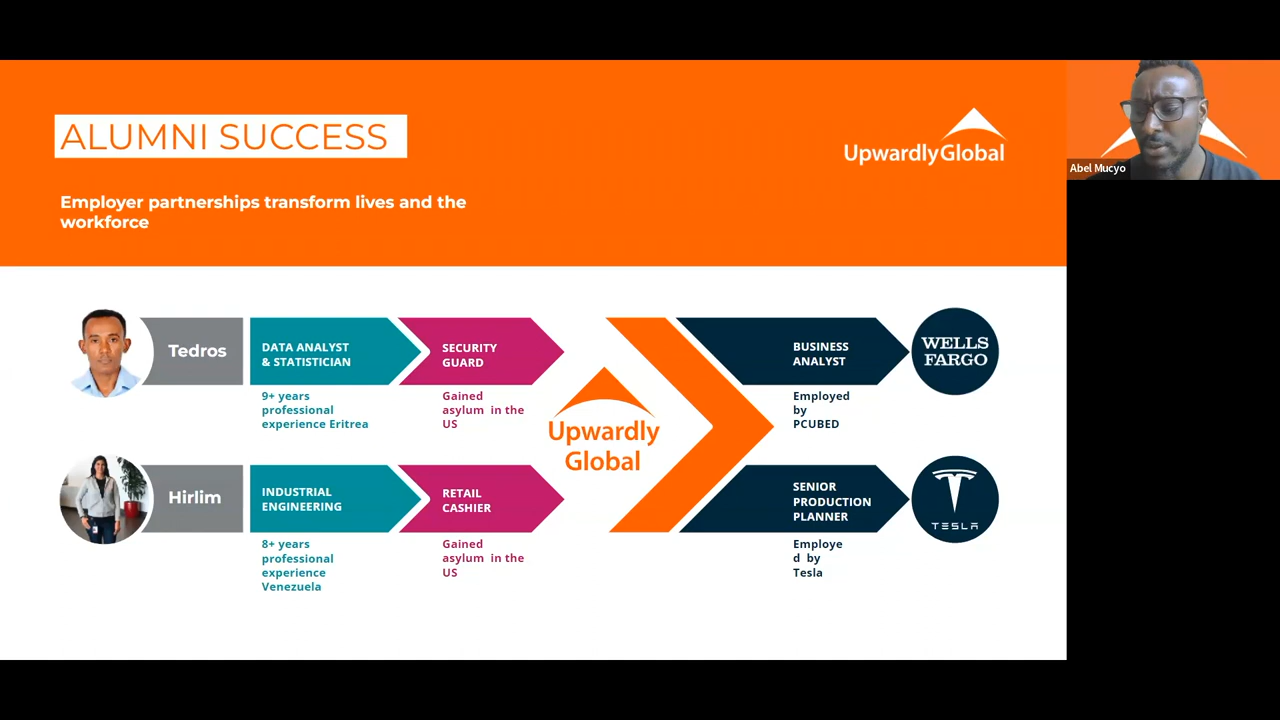 ALUMNI SUCCESS
UpwardlyGlobal
Abel Mucyo
Employer partnerships transform lives and the
workforce
Tedros
DATA ANALYST
& STATISTICIAN
9+ years
professional
experience Eritrea
SECURITY
GUARD
Gained
asylum in the
US
Upwardly
Global
BUSINESS
ANALYST
Employed
by
PCUBED
WELLS
FARGO
Hirlim
INDUSTRIAL
ENGINEERING
8+ years
professional
experience
Venezuela
RETAIL
CASHIER
Gained
asylum in the
US
SENIOR
PRODUCTION
PLANNER
Employe
d by
Tesla
TESLA